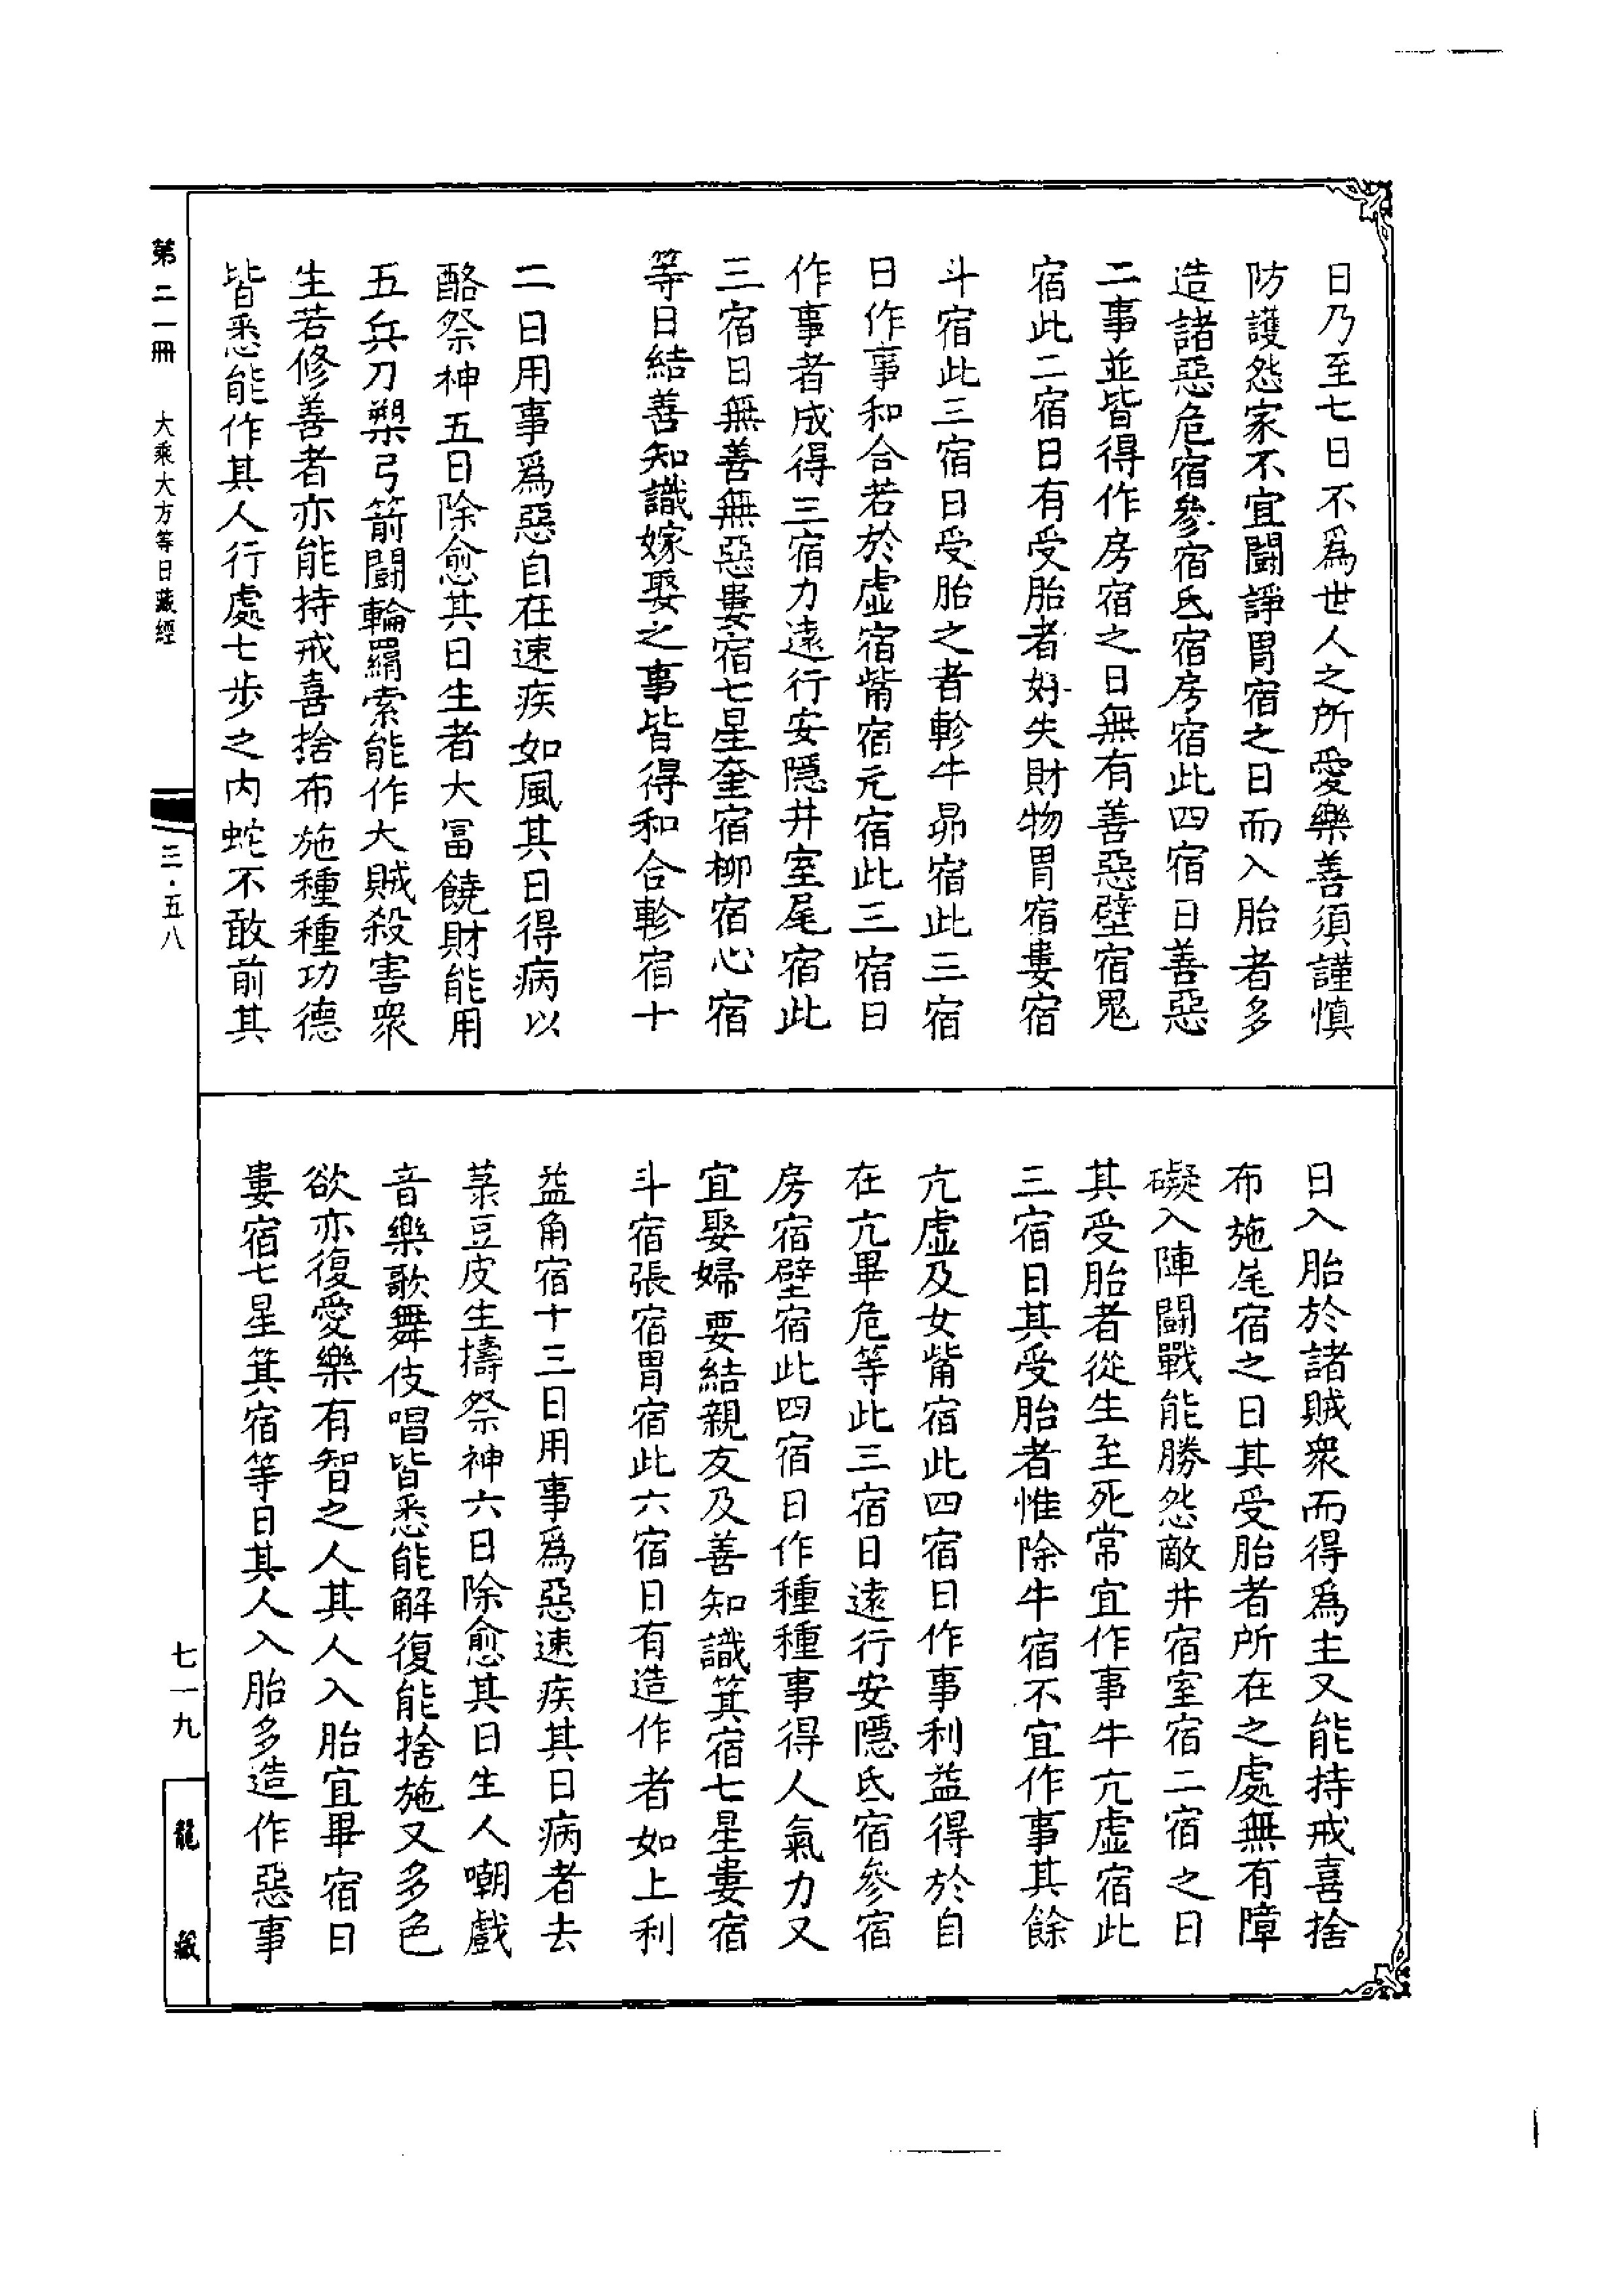 日乃至七日不爲世人之所愛樂善須謹慎
防護怨家不宜鬪諍胃宿之日而入胎者多
造諸惡危宿參宿氐宿房宿此四宿日善惡
二事並皆得作房宿之日無有善惡壁宿鬼
宿此二宿日有受胎者好失財物胃宿婁宿
斗宿此三宿日受胎之者軫牛昴宿此三宿
日作事和合若於虛宿觜宿亢宿此三宿日
作事者成得三宿力遠行安隱井室尾宿此
三宿日無善無惡婁宿七星奎宿柳宿心宿
等日結善知識嫁娶之事皆得和合軫宿十
二日用事爲惡自在速疾如風其日得病以
酪祭神五日除愈其日生者大富饒財能用
五兵刀槊弓箭鬪輪羂索能作大賊殺害衆
生若修善者亦能持戒喜捨布施種種功德
皆悉能作其人行處七步之內蛇不敢前其
日入胎於諸賊衆而得爲主又能持戒喜捨
布施尾宿之日其受胎者所在之處無有障
礙入陣鬪戰能勝怨敵井宿室宿二宿之日
其受胎者從生至死常宜作事牛亢虛宿此
三宿日其受胎者惟除牛宿不宜作事其餘
亢虛及女觜宿此四宿日作事利益得於自
在亢畢危等此三宿日遠行安隱氐宿參宿
房宿壁宿此四宿日作種種事得人氣力又
宜娶婦要結親友及善知識箕宿七星婁宿
斗宿張宿胃宿此六宿日有造作者如上利
益角宿十三日用事爲惡速疾其日病者去
菉豆皮生擣祭神六日除愈其日生人嘲戲
音樂歌舞伎唱皆悉能解復能捨施又多色
欲亦復愛樂有智之人其人入胎宜畢宿日
婁宿七星箕宿等日其人入胎多造作惡事
第二一冊　大乘大方等日藏經　三·五八
七一九
龍藏